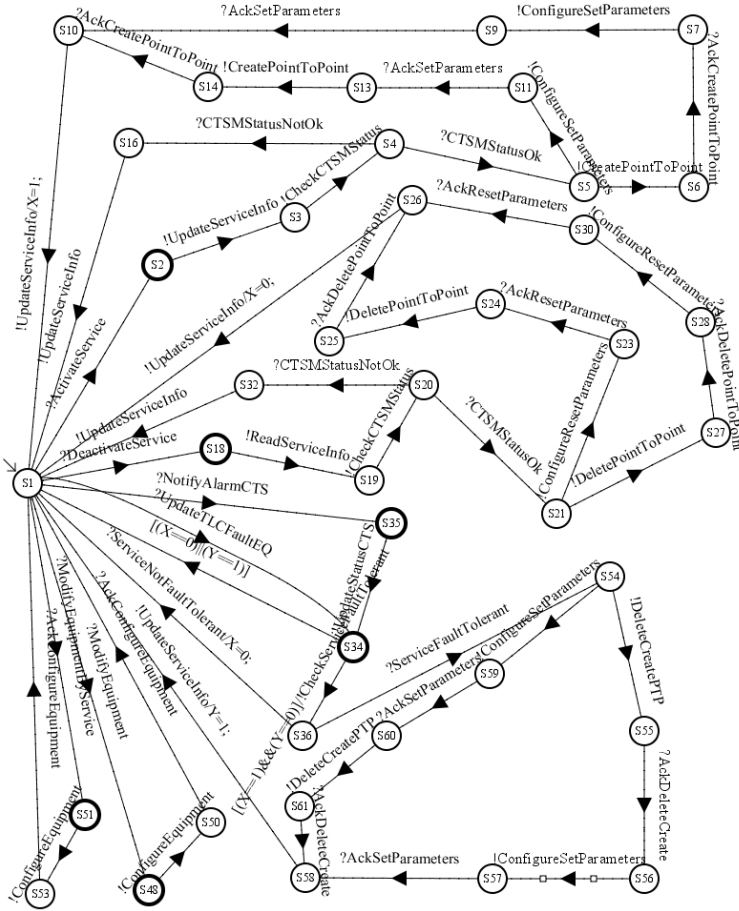 ?AckSetParameters
!ConfigureSetParameters
S10
S9
S7
?AckCreatePointToPoint
!CreatePointToPoint
?AckSetParameters
S14
S13
S11
!ConfigureSetParameters
?AckCreatePointToPoint
?CTSMStatusNotOk
S16
S4
?CTSMStatusOk
!CreatePointToPoint
S5
S6
!CheckCTSMStatus
!UpdateServiceInfo
S3
S2
!UpdateServiceInfo/X=1;
!UpdateServiceInfo
?ActivateService
?AckResetParameters
S26
S30
!ConfigureResetParameters
?AckDeletePointToPoint
!UpdateServiceInfo/X=0;
!DeletePointToPoint
?AckResetParameters
S24
S25
S23
S28
?AckDeletePointToPoint
?CTSMStatusNotOk
S32
S20
!CheckCTSMStatus
?CTSMStatusOk
!ConfigureResetParameters
!UpdateServiceInfo
?DeactivateService
S18
!ReadServiceInfo
S19
!DeletePointToPoint
S27
S21
S1
?NotifyAlarmCTS
?UpdateTLCFaultEQ
S35
[(X==0)||(Y==1)]
!UpdateStatusCTS
?ServiceNotFaultTolerant/X=0;
S34
[(X==1)&&(Y==0)]/!CheckServiceFaultTolerant
?ServiceFaultTolerant
S54
!ConfigureSetParameters
!DeleteCreatePTP
S59
?AckSetParameters
S36
S60
S55
!DeleteCreatePTP
?AckDeleteCreate
!UpdateServiceInfo/Y=1;
?AckConfigureEquipment
?ModifyEquipment
?ModifyEquipmentByService
?AckConfigureEquipment
S61
?AckDeleteCreate
S51
S50
!ConfigureEquipment
!ConfigureEquipment
S53
S48
S58
?AckSetParameters
S57
!ConfigureSetParameters
S56